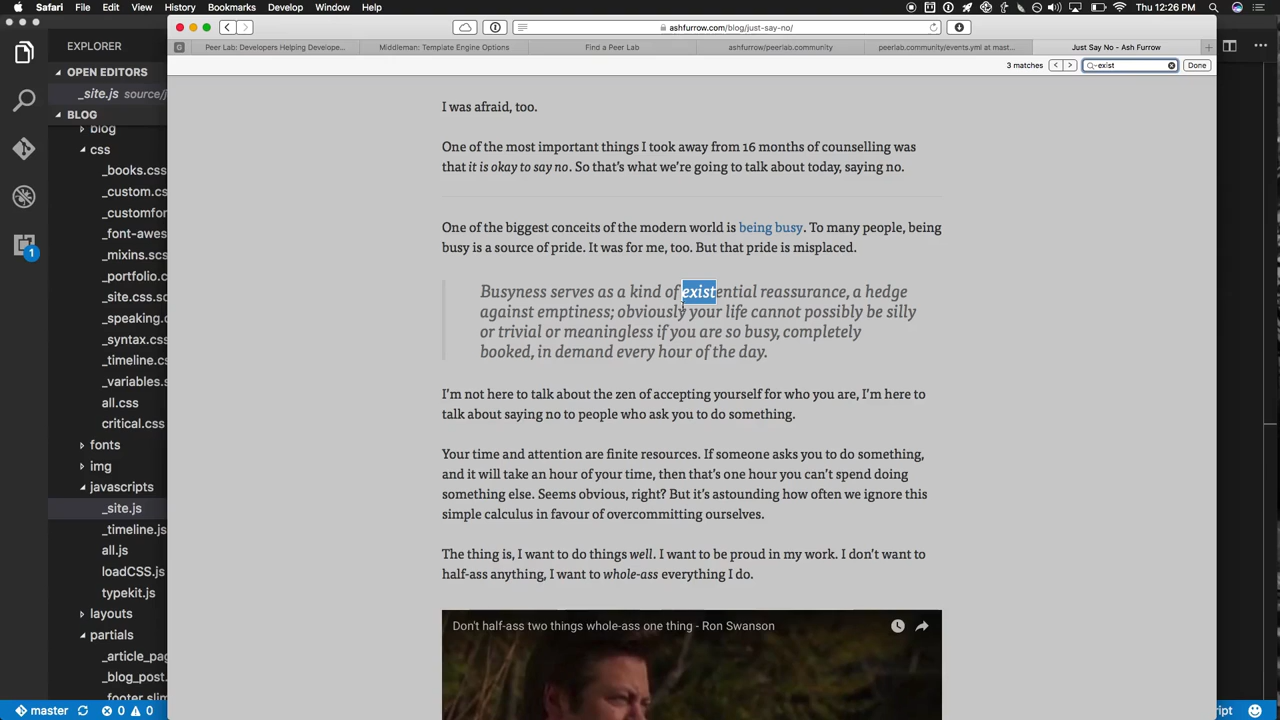 Safari File Edit View History Bookmarks Develop Window Help
Thu 12:26 PM Ash Furrow
EXPLORER
OPEN EDITORS
_site.js source/j
BLOG
blog
css
_books.css
_custom.css
_customfor
_font-awes
_mixins.scs
_portfolio.c
_pygments
_syntax.css
_timeline.cs
_variables.s
all.css
critical.css
fonts
img
javascripts
_site.js
_timeline.js
all.js
loadCSS.js
typekit.js
layouts
partials
_article_pag
_blog_post.
1
master 0 0
ashfurrow.com/blog/just-say-no/
G Peer Lab: Developers Helping Develope... Middleman: Template Engine Options Find a Peer Lab ashfurrow/peerlab.community peerlab.community/events.yml at mast... Just Say No - Ash Furrow
3 matches exist Done
I was afraid, too.
One of the most important things I took away from 16 months of counselling was
that it is okay to say no. So that's what we're going to talk about today, saying no.
One of the biggest conceits of the modern world is being busy. To many people, being
busy is a source of pride. It was for me, too. But that pride is misplaced.
Busyness serves as a kind of existential reassurance, a hedge
against emptiness; obviously your life cannot possibly be silly
or trivial or meaningless if you are so busy, completely
booked, in demand every hour of the day.
I'm not here to talk about the zen of accepting yourself for who you are, I'm here to
talk about saying no to people who ask you to do something.
Your time and attention are finite resources. If someone asks you to do something,
and it will take an hour of your time, then that's one hour you can't spend doing
something else. Seems obvious, right? But it's astounding how often we ignore this
simple calculus in favour of overcommitting ourselves.
The thing is, I want to do things well. I want to be proud in my work. I don't want to
half-ass anything, I want to whole-ass everything I do.
Don't half-ass two things whole-ass one thing - Ron Swanson